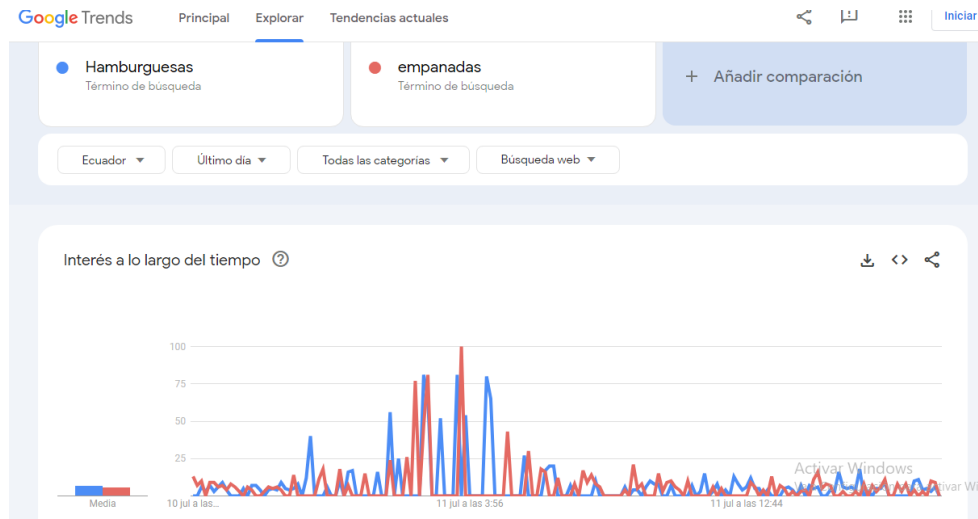 Google Trends
Principal
Explorar
Tendencias actuales
Iniciar
Hamburguesas
Término de búsqueda
empanadas
Término de búsqueda
+ Añadir comparación
Ecuador
Último día
Todas las categorías
Búsqueda web
Interés a lo largo del tiempo
100
75
50
25
Media
10 jul a las...
11 jul a las 3:56
11 jul a las 12:44
Activar Windows